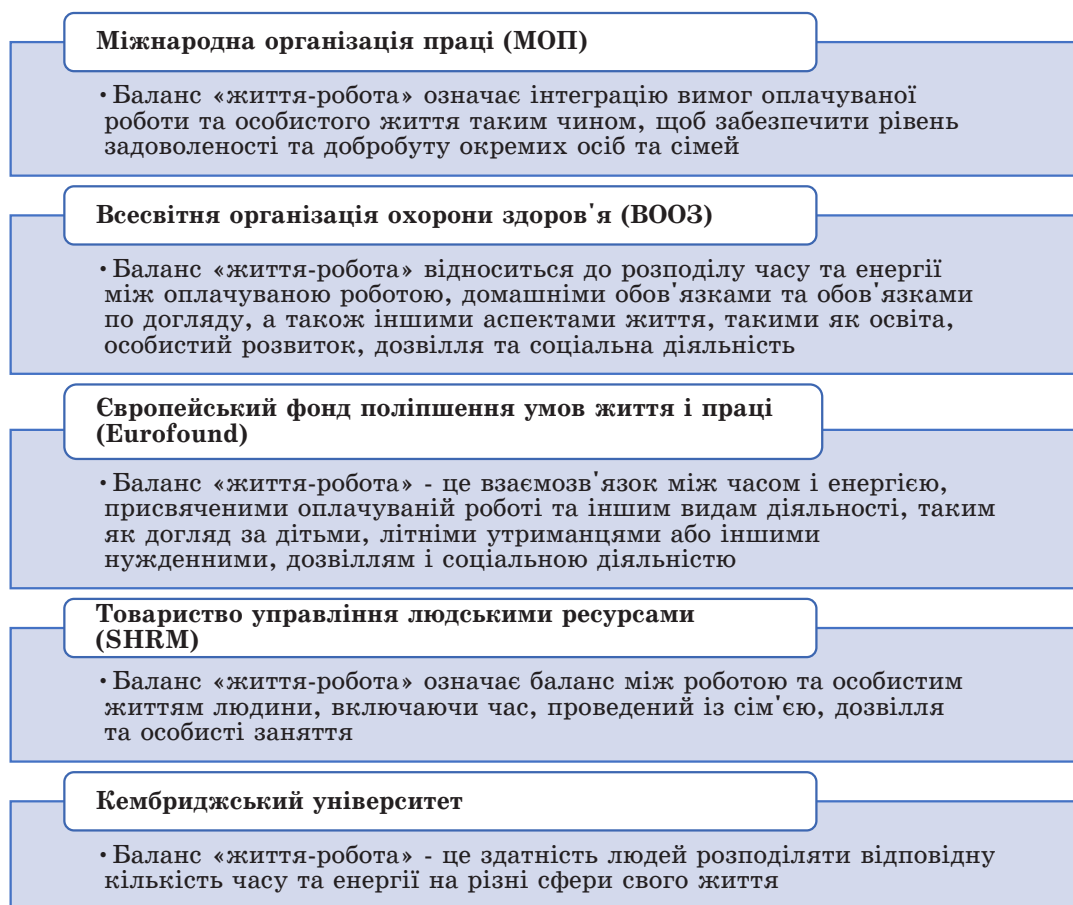 Міжнародна організація праці (МОП)
· Баланс «життя-робота» означає інтеграцію вимог оплачуваної
роботи та особистого життя таким чином, щоб забезпечити рівень
задоволеності та добробуту окремих осіб та сімей
Всесвітня організація охорони здоров'я (ВООЗ)
· Баланс «життя-робота» відноситься до розподілу часу та енергії
між оплачуваною роботою, домашніми обов'язками та обов'язками
по догляду, а також іншими аспектами життя, такими як освіта,
особистий розвиток, дозвілля та соціальна діяльність
Європейський фонд поліпшення умов життя і праці
(Eurofound)
· Баланс «життя-робота» - це взаємозв'язок між часом і енергією,
присвяченими оплачуваній роботі та іншим видам діяльності, таким
як догляд за дітьми, літніми утриманцями або іншими
нужденними, дозвіллям і соціальною діяльністю
Товариство управління людськими ресурсами
(SHRM)
· Баланс «життя-робота» означає баланс між роботою та особистим
життям людини, включаючи час, проведений із сім'єю, дозвілля
та особисті заняття
Кембриджський університет
· Баланс «життя-робота» - це здатність людей розподіляти відповідну
кількість часу та енергії на різні сфери свого життя